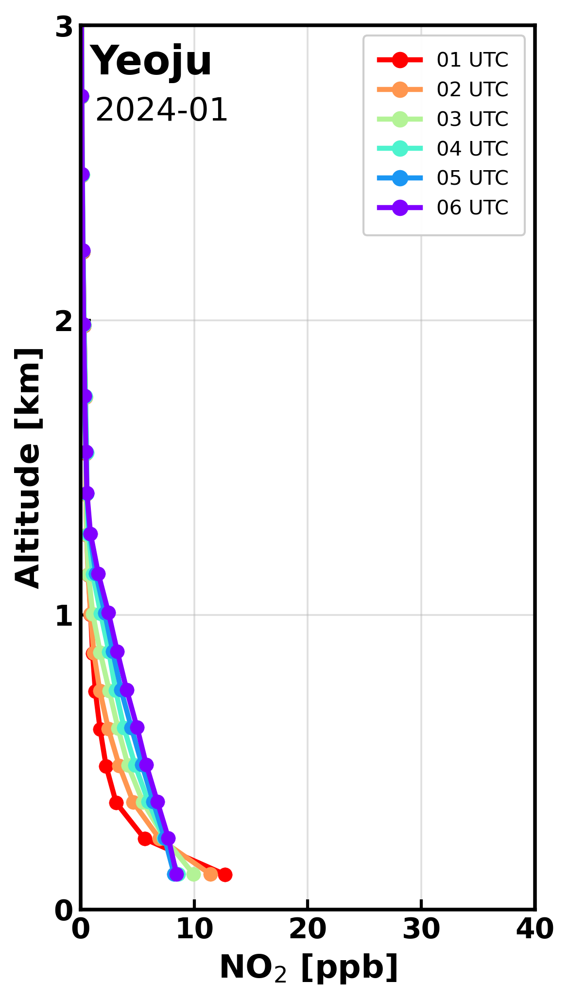 3
Yeoju
2024-01
01 UTC
02 UTC
03 UTC
04 UTC
05 UTC
06 UTC
2
Altitude [km]
1
0
0 10 20 30 40
NO₂ [ppb]